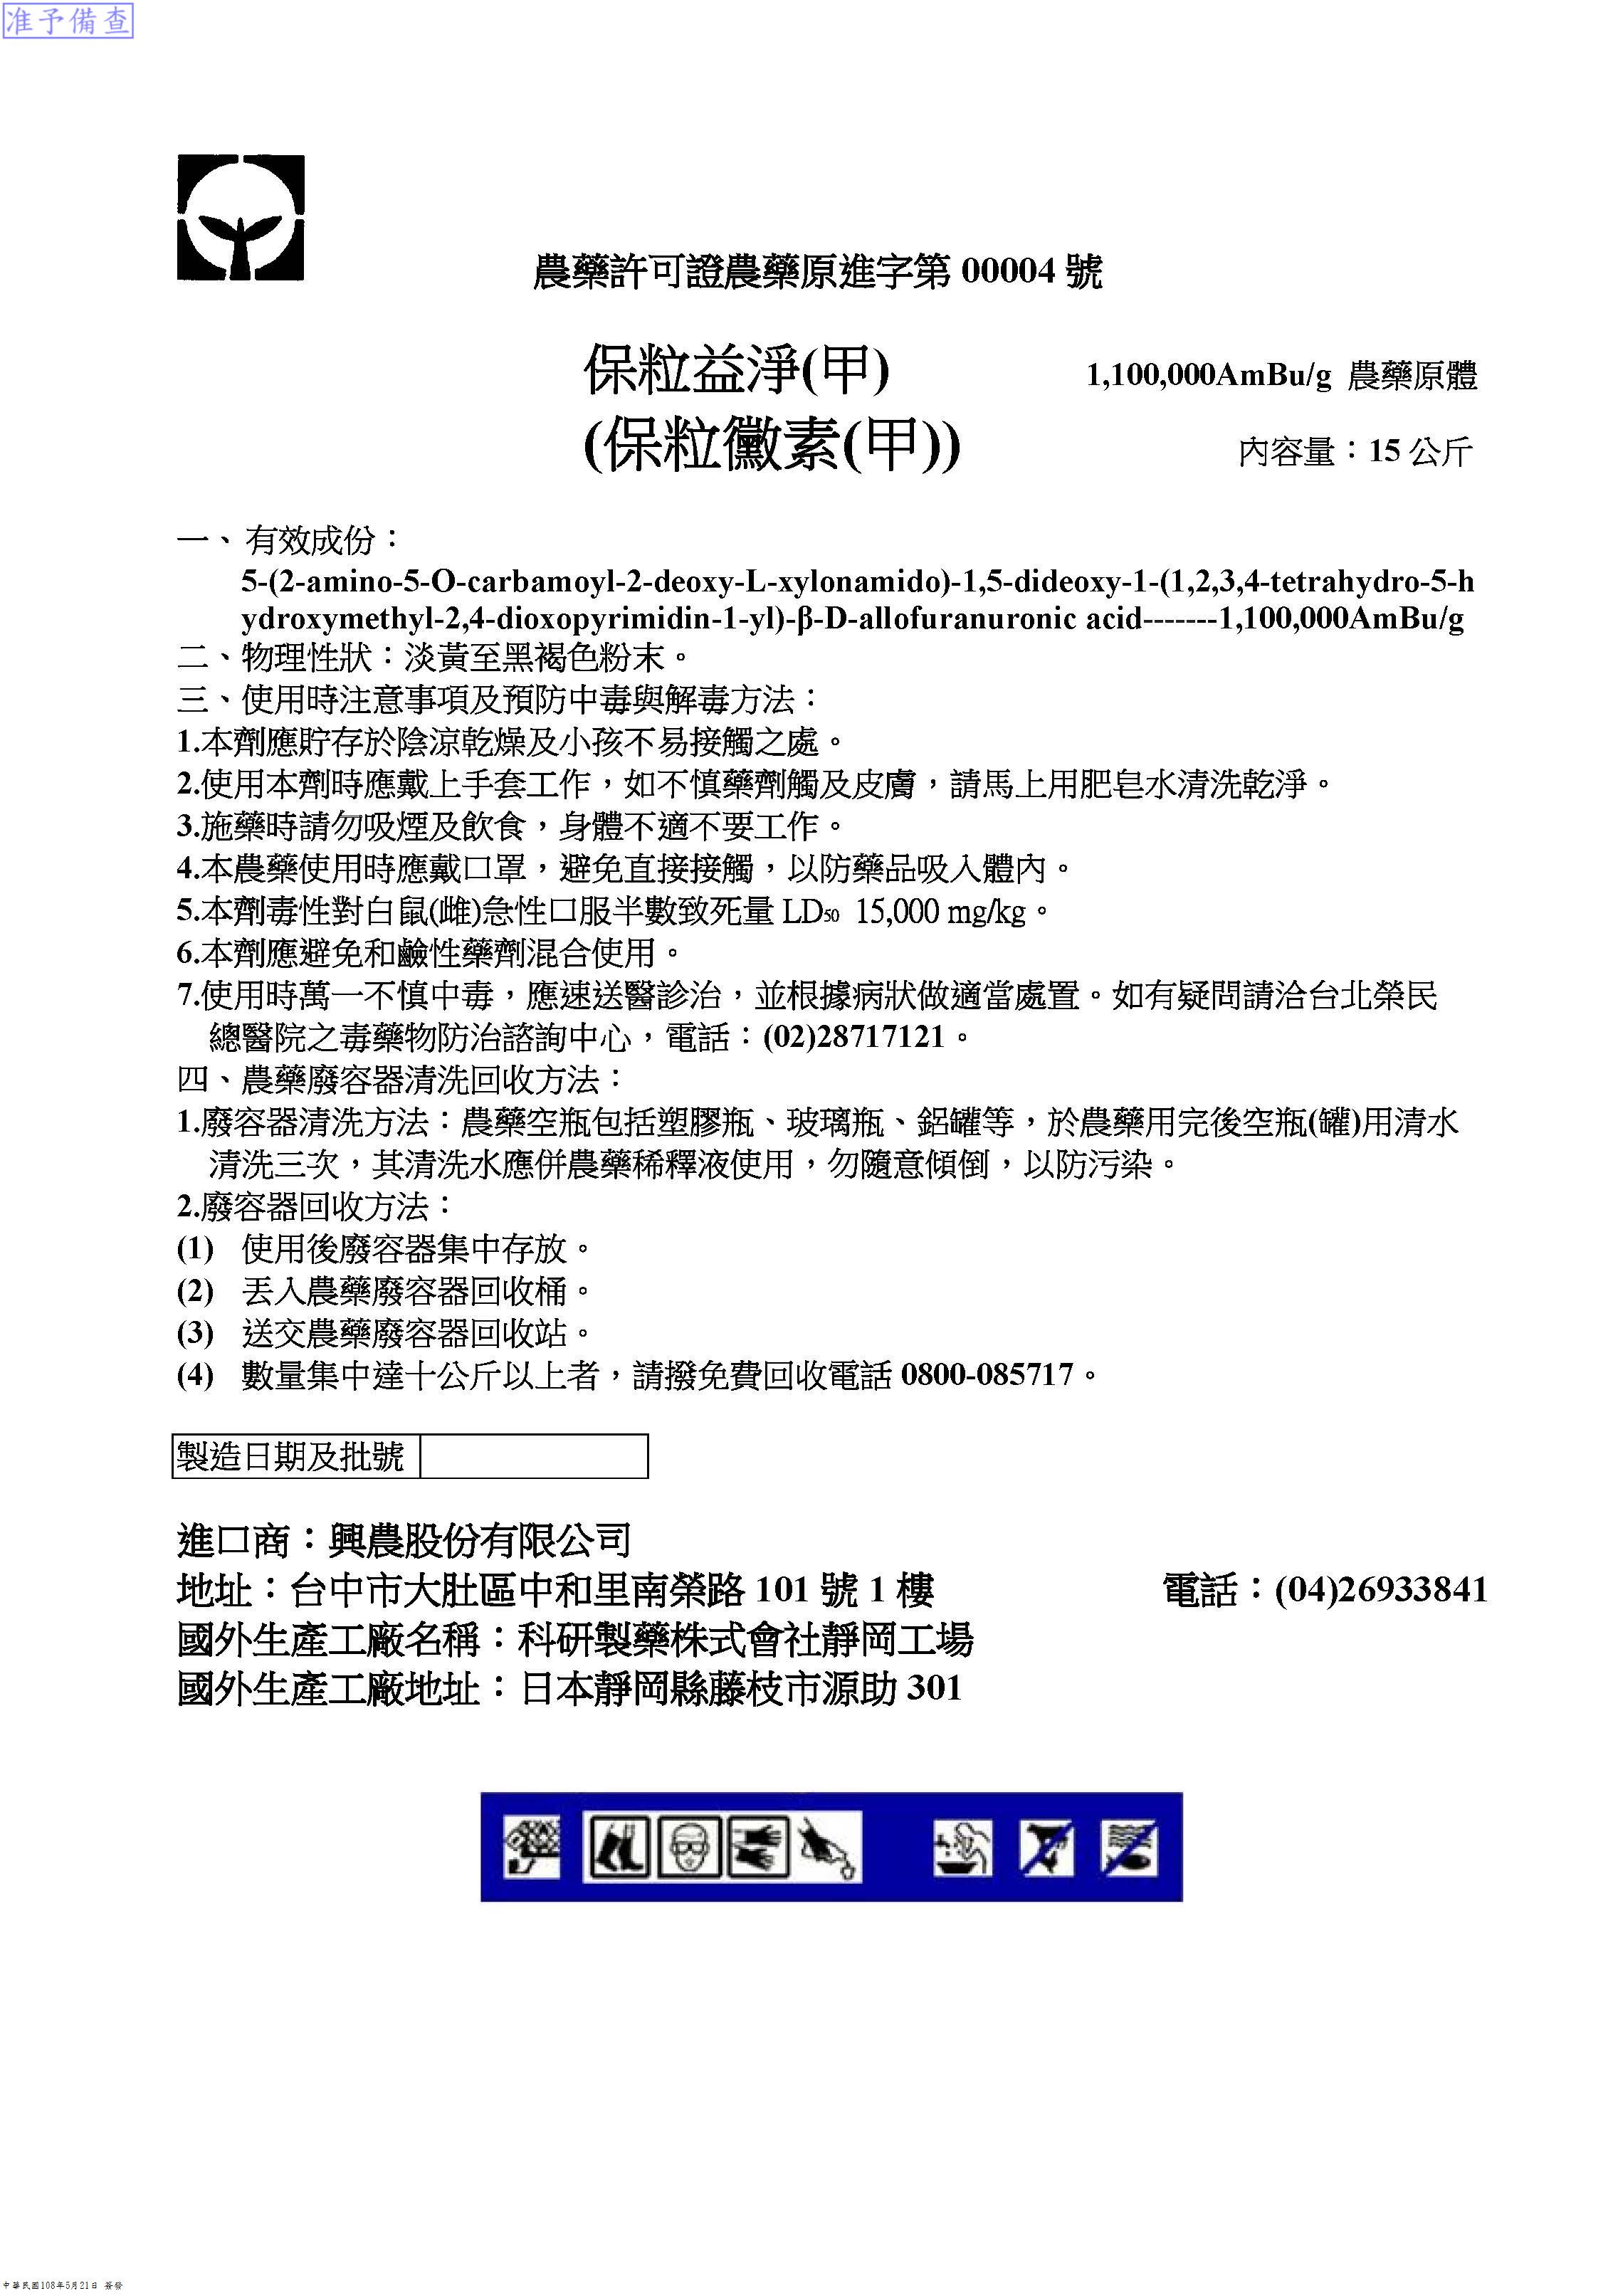 准予備查
農藥許可證農藥原進字第 00004 號
保粒益淨(甲) 1,100,000AmBu/g 農藥原體
(保粒黴素(甲)) 內容量：15 公斤
一、 有效成份：
5-(2-amino-5-O-carbamoyl-2-deoxy-L-xylonamido)-1,5-dideoxy-1-(1,2,3,4-tetrahydro-5-h
ydroxymethyl-2,4-dioxopyrimidin-1-yl)-β-D-allofuranuronic acid-------1,100,000AmBu/g
二、物理性狀：淡黃至黑褐色粉末。
三、使用時注意事項及預防中毒與解毒方法：
1.本劑應貯存於陰涼乾燥及小孩不易接觸之處。
2.使用本劑時應戴上手套工作，如不慎藥劑觸及皮膚，請馬上用肥皂水清洗乾淨。
3.施藥時請勿吸煙及飲食，身體不適不要工作。
4.本農藥使用時應戴口罩，避免直接接觸，以防藥品吸入體內。
5.本劑毒性對白鼠(雌)急性口服半數致死量 LD₅₀ 15,000 mg/kg。
6.本劑應避免和鹼性藥劑混合使用。
7.使用時萬一不慎中毒，應速送醫診治，並根據病狀做適當處置。如有疑問請洽台北榮民
總醫院之毒藥物防治諮詢中心，電話：(02)28717121。
四、農藥廢容器清洗回收方法：
1.廢容器清洗方法：農藥空瓶包括塑膠瓶、玻璃瓶、鋁罐等，於農藥用完後空瓶(罐)用清水
清洗三次，其清洗水應併農藥稀釋液使用，勿隨意傾倒，以防污染。
2.廢容器回收方法：
(1) 使用後廢容器集中存放。
(2) 丟入農藥廢容器回收桶。
(3) 送交農藥廢容器回收站。
(4) 數量集中達十公斤以上者，請撥免費回收電話 0800-085717。
製造日期及批號
進口商：興農股份有限公司
地址：台中市大肚區中和里南榮路 101 號 1 樓 電話：(04)26933841
國外生產工廠名稱：科研製藥株式會社靜岡工場
國外生產工廠地址：日本靜岡縣藤枝市源助 301
中華民國108年5月21日 簽發